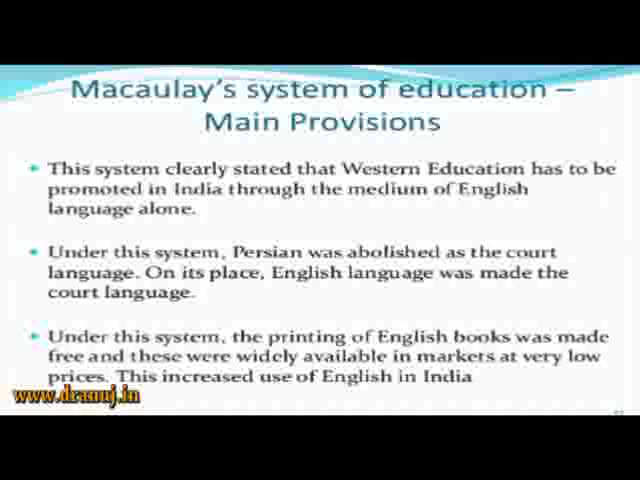 Macaulay's system of education –
Main Provisions
This system clearly stated that Western Education has to be
promoted in India through the medium of English
language alone.
Under this system, Persian was abolished as the court
language. On its place, English language was made the
court language.
Under this system, the printing of English books was made
free and these were widely available in markets at very low
prices. This increased use of English in India
www.dranuj.in